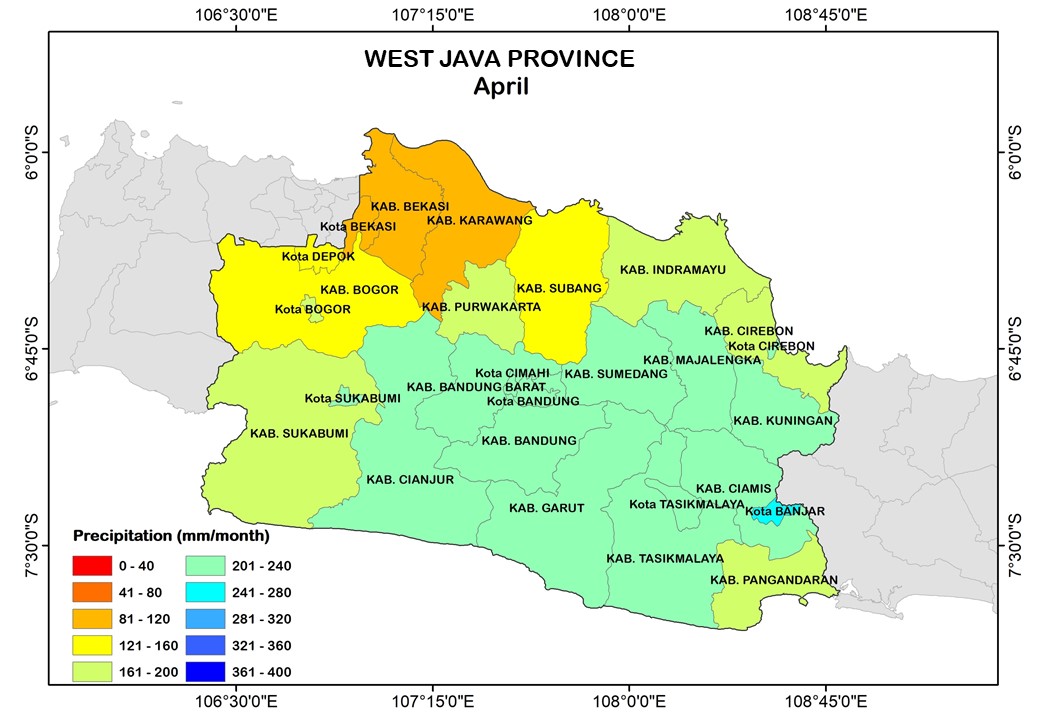 106°30'0"E 107°15'0"E 108°0'0"E 108°45'0"E
WEST JAVA PROVINCE
April
6°0'0"S 6°0'0"S
KAB. BEKASI
KAB. KARAWANG
Kota BEKASI
Kota DEPOK
KAB. INDRAMAYU
KAB. BOGOR
KAB. SUBANG
Kota BOGOR
KAB. PURWAKARTA
KAB. CIREBON
Kota CIREBON
6°45'0"S 6°45'0"S
KAB. MAJALENGKA
Kota CIMAHI
KAB. SUMEDANG
KAB. BANDUNG BARAT
Kota SUKABUMI
Kota BANDUNG
KAB. KUNINGAN
KAB. SUKABUMI
KAB. BANDUNG
KAB. CIANJUR
KAB. CIAMIS
Kota TASIKMALAYA
KAB. GARUT
Kota BANJAR
7°30'0"S 7°30'0"S
KAB. TASIKMALAYA
KAB. PANGANDARAN
Precipitation (mm/month)
0 - 40 201 - 240
41 - 80 241 - 280
81 - 120 281 - 320
121 - 160 321 - 360
161 - 200 361 - 400
106°30'0"E 107°15'0"E 108°0'0"E 108°45'0"E